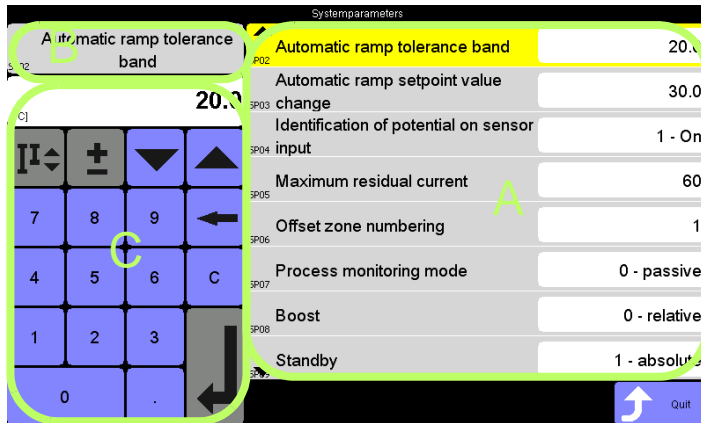 Systemparameters
Automatic ramp tolerance
band
B
SP02
20.0
[°C]
7 8 9
4 5 6 C
1 2 3
0 .
C
Automatic ramp tolerance band 20.0
SP02
Automatic ramp setpoint value
change 30.0
SP03
Identification of potential on sensor
input 1 - On
SP04
Maximum residual current 60
SP05
A
Offset zone numbering 1
SP06
Process monitoring mode 0 - passive
SP07
Boost 0 - relative
SP08
Standby 1 - absolute
SP09
Quit